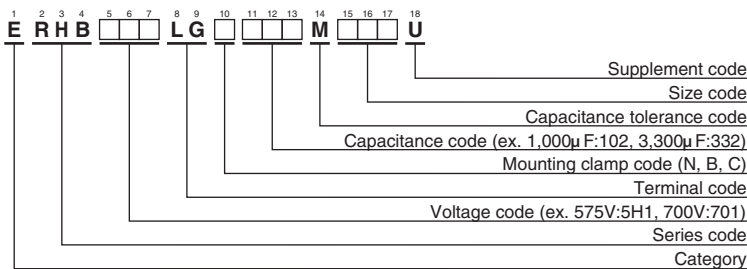 1 2 3 4 5 6 7 8 9 10 11 12 13 14 15 16 17 18
E R H B L G M U
Supplement code
Size code
Capacitance tolerance code
Capacitance code (ex. 1,000μF:102, 3,300μF:332)
Mounting clamp code (N, B, C)
Terminal code
Voltage code (ex. 575V:5H1, 700V:701)
Series code
Category